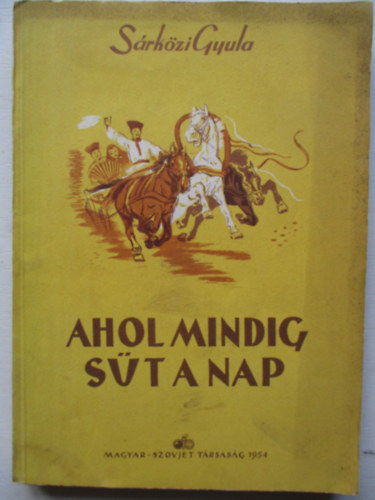 Sárközi Gyula
AHOL MINDIG
SÜT A NAP
MAGYAR-SZOVJET TÁRSASÁG 1954